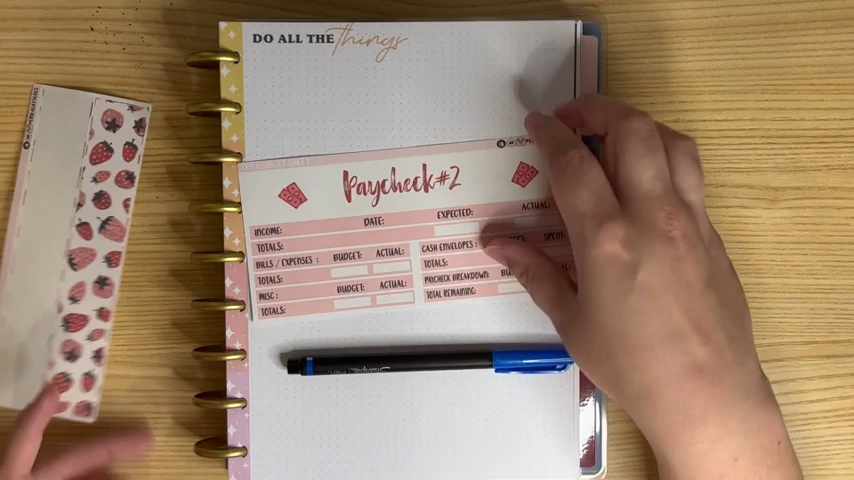 DO ALL THE Things
Paycheck#2
INCOME: DATE: EXPECTED: ACTUAL:
TOTALS:
BILLS / EXPENSES : BUDGET: ACTUAL:
TOTALS:
MISC : BUDGET: ACTUAL:
TOTALS:
CASH ENVELOPES :
TOTALS:
PAYCHECK BREAKDOWN:
TOTAL REMAINING:
Sharpie